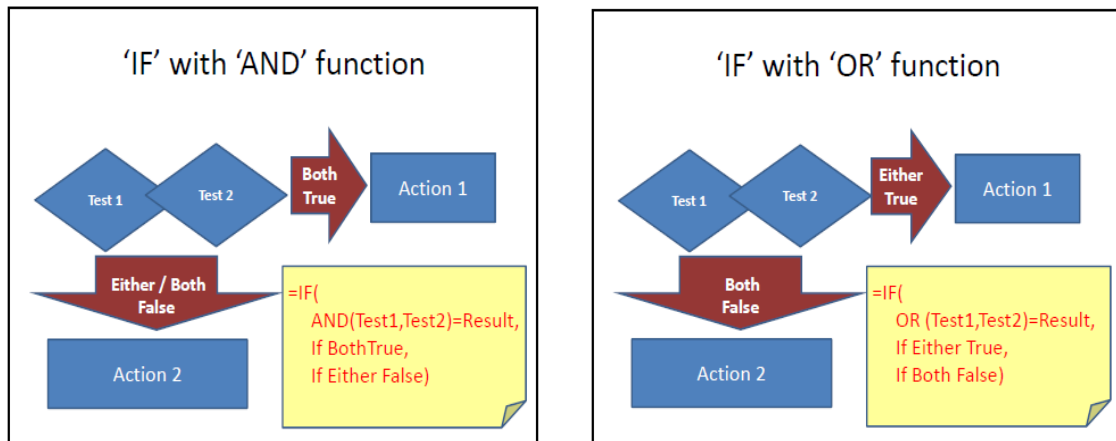 ‘IF’ with ‘AND’ function
Test 1
Test 2
Both
True
Action 1
Either / Both
False
Action 2
=IF(
AND(Test1,Test2)=Result,
If BothTrue,
If Either False)
‘IF’ with ‘OR’ function
Test 1
Test 2
Either
True
Action 1
Both
False
Action 2
=IF(
OR (Test1,Test2)=Result,
If Either True,
If Both False)